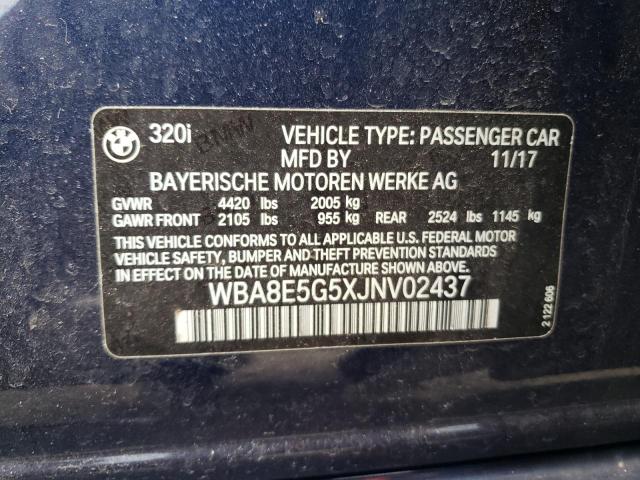 320i VEHICLE TYPE: PASSENGER CAR
MFD BY 11/17
BAYERISCHE MOTOREN WERKE AG
GVWR 4420 lbs 2005 kg
GAWR FRONT 2105 lbs 955 kg REAR 2524 lbs 1145 kg
THIS VEHICLE CONFORMS TO ALL APPLICABLE U.S. FEDERAL MOTOR
VEHICLE SAFETY, BUMPER, AND THEFT PREVENTION STANDARDS
IN EFFECT ON THE DATE OF MANUFACTURE SHOWN ABOVE.
WBA8E5G5XJNV02437
2 122 606
BMW